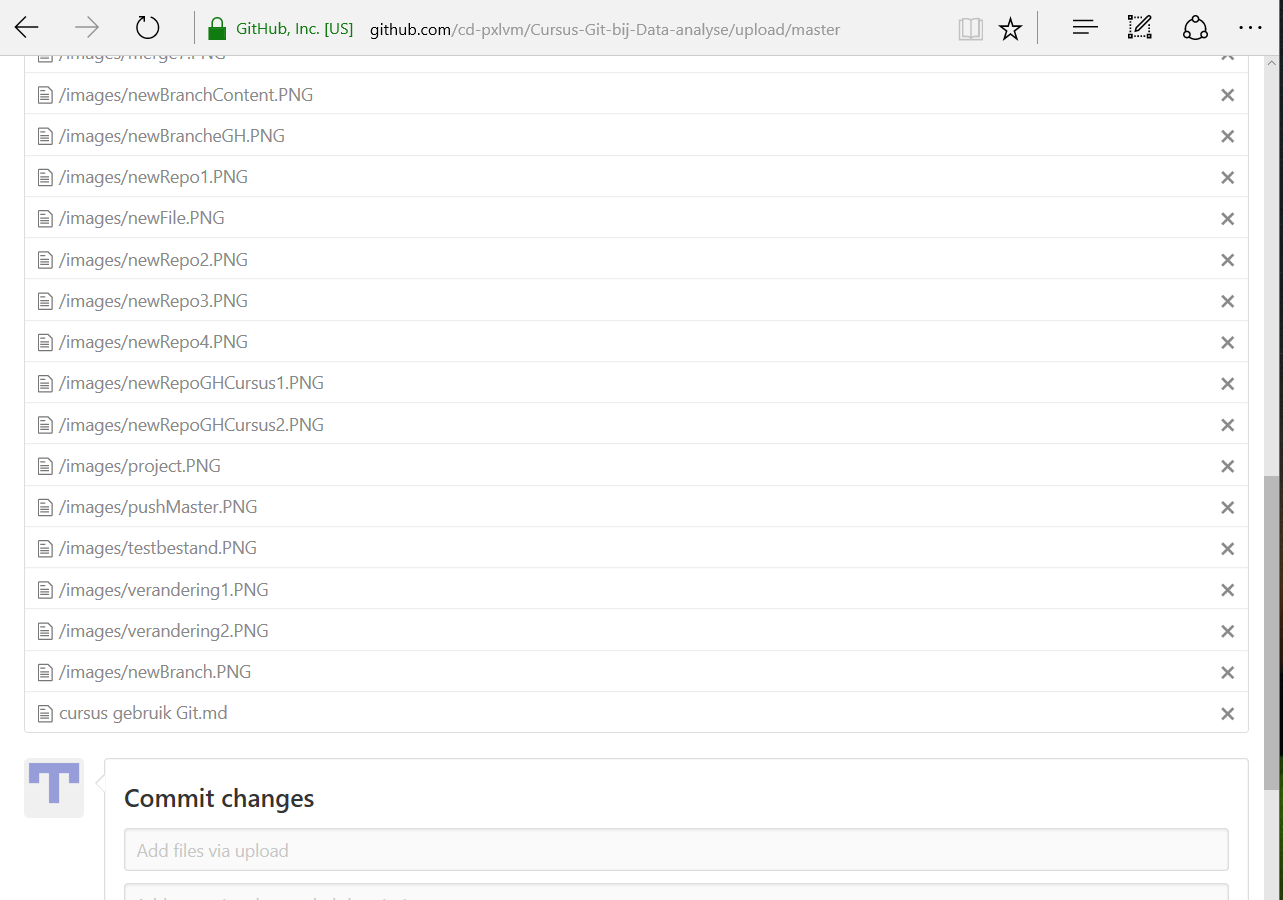 GitHub, Inc. [US] github.com/cd-pxlvm/Cursus-Git-bij-Data-analyse/upload/master
/images/newBranchContent.PNG
/images/newBrancheGH.PNG
/images/newRepo1.PNG
/images/newFile.PNG
/images/newRepo2.PNG
/images/newRepo3.PNG
/images/newRepo4.PNG
/images/newRepoGHCursus1.PNG
/images/newRepoGHCursus2.PNG
/images/project.PNG
/images/pushMaster.PNG
/images/testbestand.PNG
/images/verandering1.PNG
/images/verandering2.PNG
/images/newBranch.PNG
cursus gebruik Git.md
Commit changes
Add files via upload